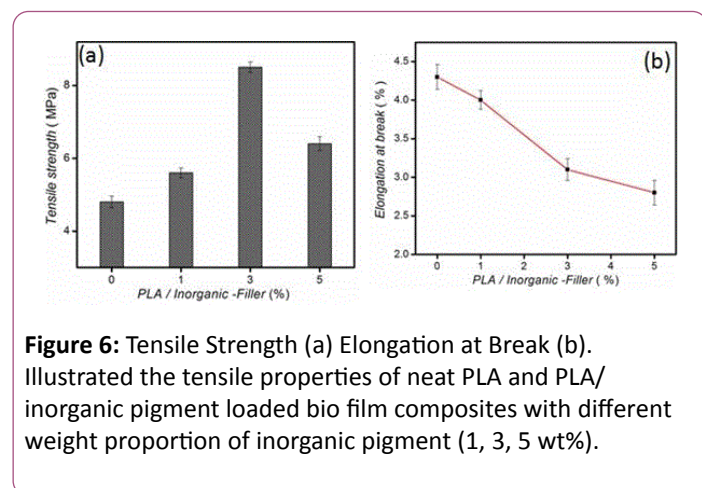 (a)
8
6
4
Tensile strength ( MPa)
0 1 3 5
PLA / Inorganic -Filler (%)
(b)
4.5
4.0
3.5
3.0
2.5
2.0
Elongation at break ( % )
0 1 2 3 4 5
PLA / Inorganic -Filler ( % )
Figure 6: Tensile Strength (a) Elongation at Break (b).
Illustrated the tensile properties of neat PLA and PLA/
inorganic pigment loaded bio film composites with different
weight proportion of inorganic pigment (1, 3, 5 wt%).